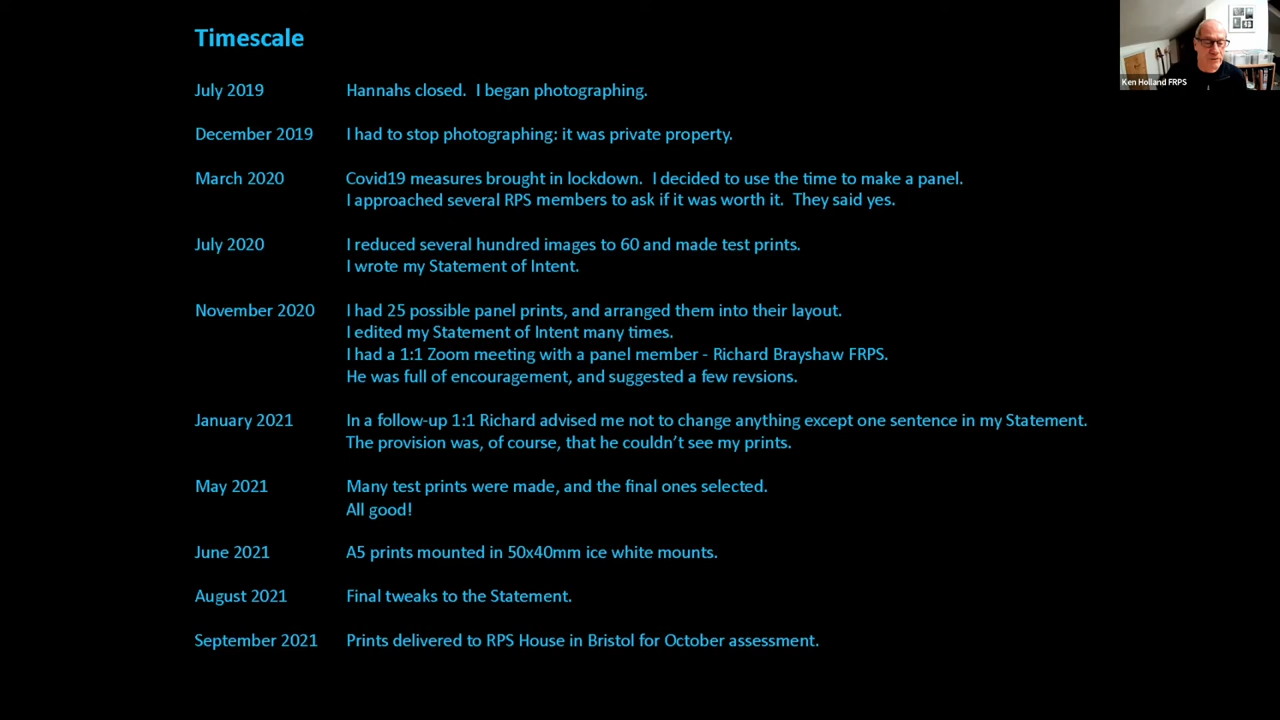 Timescale
Ken Holland FRPS
July 2019 Hannahs closed. I began photographing.
December 2019 I had to stop photographing: it was private property.
March 2020 Covid19 measures brought in lockdown. I decided to use the time to make a panel.
I approached several RPS members to ask if it was worth it. They said yes.
July 2020 I reduced several hundred images to 60 and made test prints.
I wrote my Statement of Intent.
November 2020 I had 25 possible panel prints, and arranged them into their layout.
I edited my Statement of Intent many times.
I had a 1:1 Zoom meeting with a panel member - Richard Brayshaw FRPS.
He was full of encouragement, and suggested a few revsions.
January 2021 In a follow-up 1:1 Richard advised me not to change anything except one sentence in my Statement.
The provision was, of course, that he couldn't see my prints.
May 2021 Many test prints were made, and the final ones selected.
All good!
June 2021 A5 prints mounted in 50x40mm ice white mounts.
August 2021 Final tweaks to the Statement.
September 2021 Prints delivered to RPS House in Bristol for October assessment.